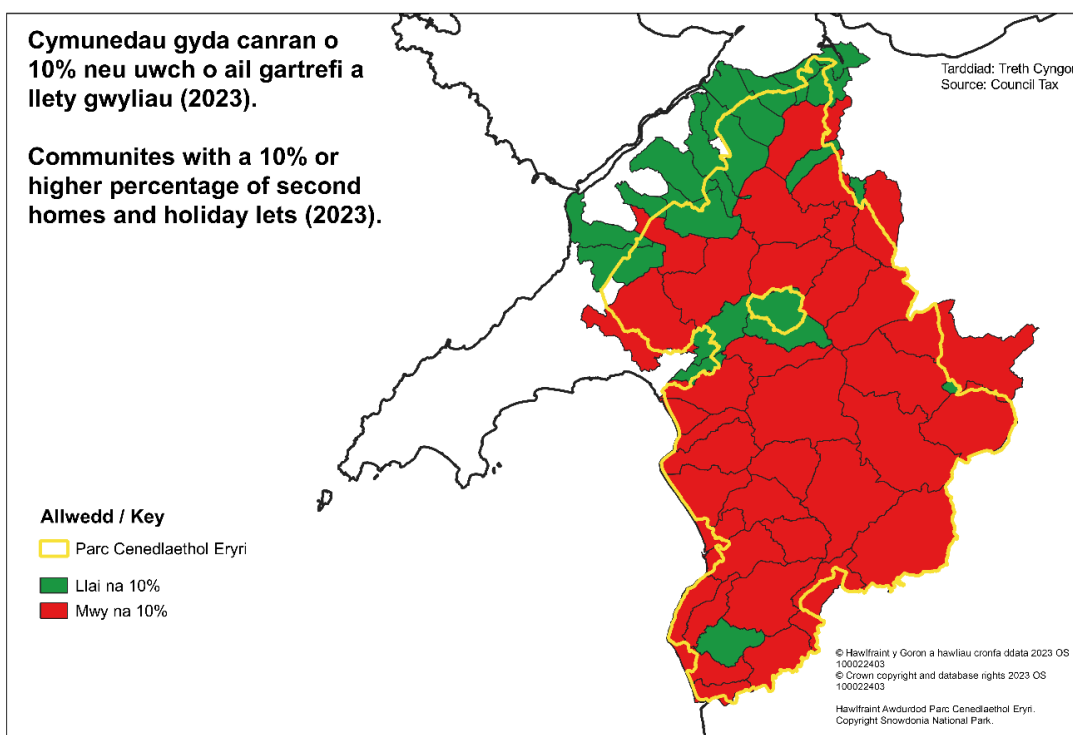 Cymunedau gyda canran o
10% neu uwch o ail gartrefi a
llety gwyliau (2023).
Communites with a 10% or
higher percentage of second
homes and holiday lets (2023).
Tarddiad: Treth Cyngor
Source: Council Tax
Allwedd / Key
Parc Cenedlaethol Eryri
Llai na 10%
Mwy na 10%
© Hawlfraint y Goron a hawliau cronfa ddata 2023 OS
100022403
© Crown copyright and database rights 2023 OS
100022403
Hawlfraint Awdurdod Parc Cenedlaethol Eryri.
Copyright Snowdonia National Park.